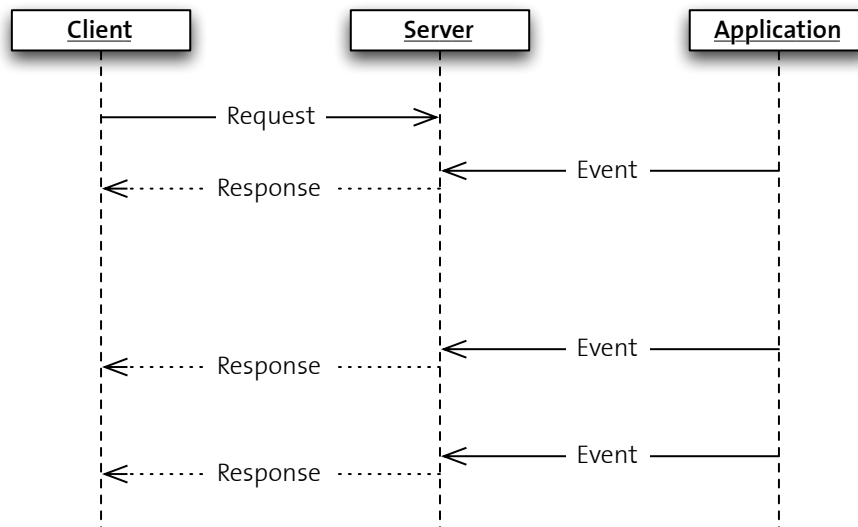 Client
Server
Application
Request
Event
Response
Event
Response
Event
Response